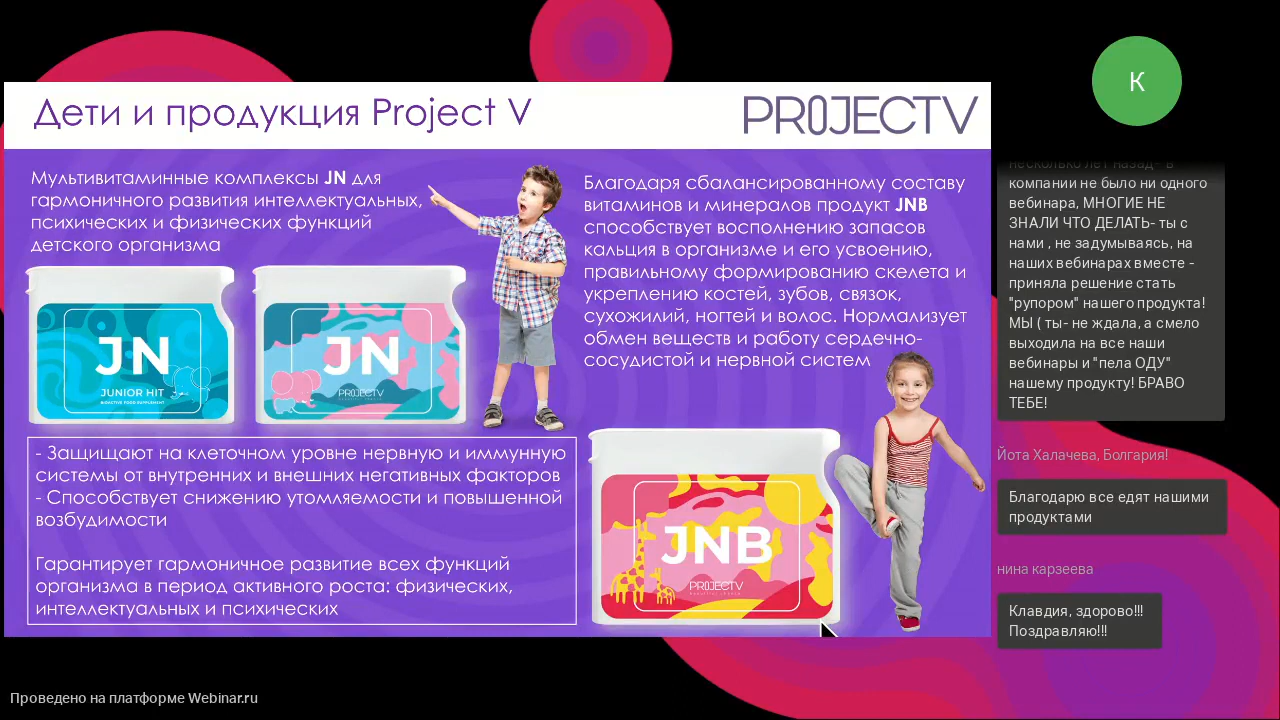 Дети и продукция Project V
PROJECTV
Мультивитаминные комплексы JN для
гармоничного развития интеллектуальных,
психических и физических функций
детского организма
JN
JUNIOR HIT
BIOACTIVE FOOD SUPPLEMENT
JN
PROJECTV
- Защищают на клеточном уровне нервную и иммунную
системы от внутренних и внешних негативных факторов
- Способствует снижению утомляемости и повышенной
возбудимости
Гарантирует гармоничное развитие всех функций
организма в период активного роста: физических,
интеллектуальных и психических
Благодаря сбалансированному составу
витаминов и минералов продукт JNB
способствует восполнению запасов
кальция в организме и его усвоению,
правильному формированию скелета и
укреплению костей, зубов, связок,
сухожилий, ногтей и волос. Нормализует
обмен веществ и работу сердечно-
сосудистой и нервной систем
JNB
PROJECTV
К
несколько лет назад- в
компании не было ни одного
вебинара, МНОГИЕ НЕ
ЗНАЛИ ЧТО ДЕЛАТЬ- ты с
нами , не задумываясь, на
наших вебинарах вместе -
приняла решение стать
"рупором" нашего продукта!
МЫ ( ты- не ждала, а смело
выходила на все наши
вебинары и "пела ОДУ"
нашему продукту! БРАВО
ТЕБЕ!
Йота Халачева, Болгария!
Благодарю все едят нашими
продуктами
нина карзеева
Клавдия, здорово!!!
Поздравляю!!!
Проведено на платформе Webinar.ru